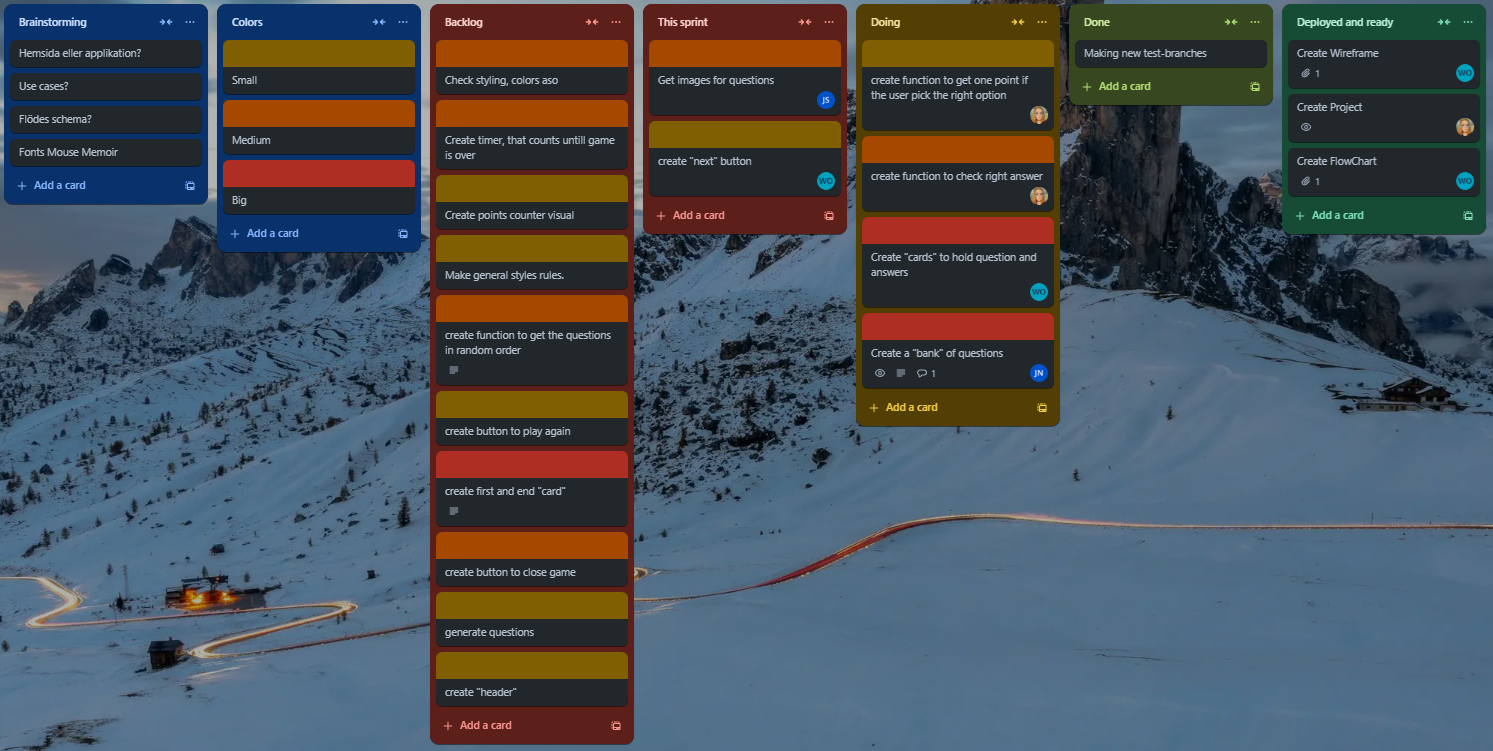 Brainstorming
Hemsida eller applikation?
Use cases?
Flödes schema?
Fonts Mouse Memoir
+ Add a card
Colors
Small
Medium
Big
+ Add a card
Backlog
Check styling, colors aso
Create timer, that counts untill game
is over
Create points counter visual
Make general styles rules.
create function to get the questions
in random order
create button to play again
create first and end "card"
create button to close game
generate questions
create "header"
+ Add a card
This sprint
Get images for questions
JS
create "next" button
WO
+ Add a card
Doing
create function to get one point if
the user pick the right option
create function to check right answer
Create "cards" to hold question and
answers
WO
Create a "bank" of questions
1
JN
+ Add a card
Done
Making new test-branches
+ Add a card
Deployed and ready
Create Wireframe
1
WO
Create Project
Create FlowChart
1
WO
+ Add a card